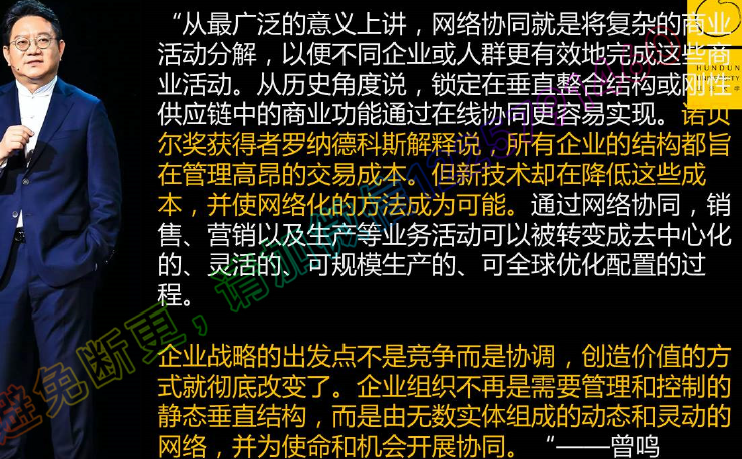 “从最广泛的意义上讲，网络协同就是将复杂的商业
活动分解，以便不同企业或人群更有效地完成这些商
业活动。从历史角度说，锁定在垂直整合结构或刚性
供应链中的商业功能通过在线协同更容易实现。诺贝
尔奖获得者罗纳德科斯解释说，所有企业的结构都旨
在管理高昂的交易成本。但新技术却在降低这些成
本，并使网络化的方法成为可能。通过网络协同，销
售、营销以及生产等业务活动可以被转变成去中心化
的、灵活的、可规模生产的、可全球优化配置的过
程。
企业战略的出发点不是竞争而是协调，创造价值的方
式就彻底改变了。企业组织不再是需要管理和控制的
静态垂直结构，而是由无数实体组成的动态和灵动的
网络，并为使命和机会开展协同。“——曾鸣
HUNDUN
避免断更，请加微信